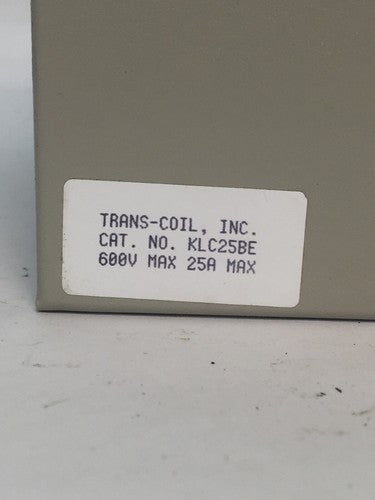 TRANS-COIL, INC.
CAT. NO. KLC25BE
600V MAX 25A MAX